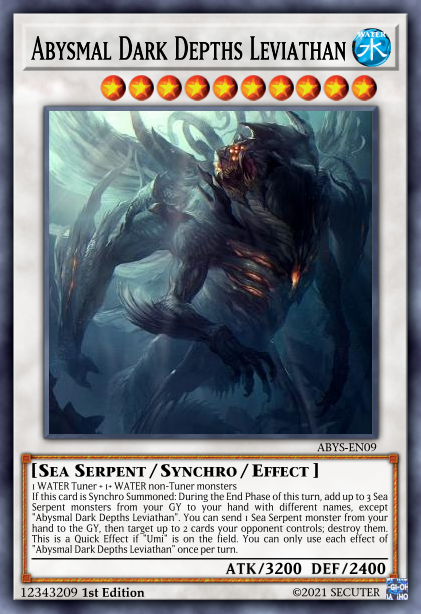 ABYSMAL DARK DEPTHS LEVIATHAN
WATER
水
ABYS-EN09
[SEA SERPENT / SYNCHRO / EFFECT ]
1 WATER Tuner + 1+ WATER non-Tuner monsters
If this card is Synchro Summoned: During the End Phase of this turn, add up to 3 Sea
Serpent monsters from your GY to your hand with different names, except
"Abysmal Dark Depths Leviathan". You can send 1 Sea Serpent monster from your
hand to the GY, then target up to 2 cards your opponent controls; destroy them.
This is a Quick Effect if "Umi" is on the field. You can only use each effect of
"Abysmal Dark Depths Leviathan" once per turn.
ATK/3200 DEF/2400
12343209 1st Edition
©2021 SECUTER